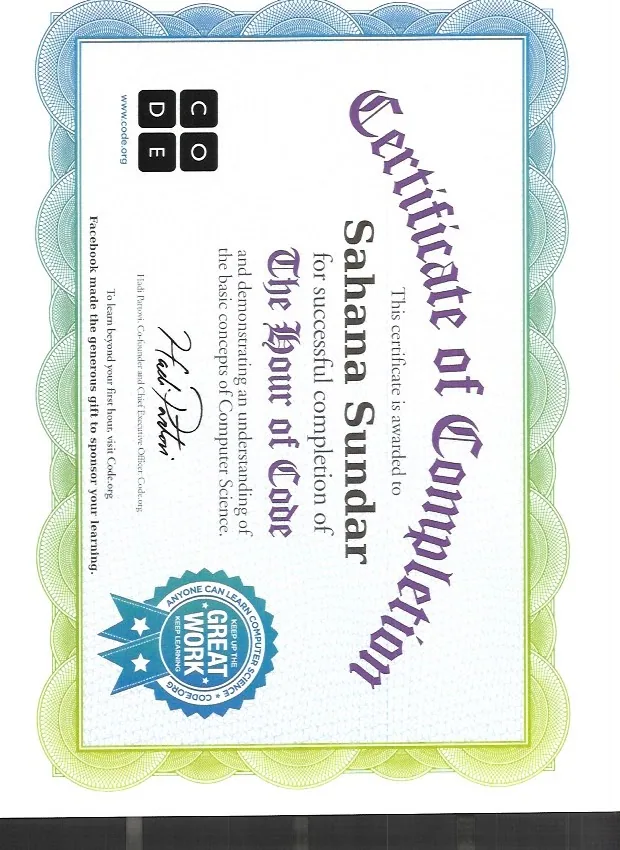 Certificate of Completion
This certificate is awarded to
Sahana Sundar
for successful completion of
The Hour of Code
and demonstrating an understanding of
the basic concepts of Computer Science.
Hadi Partovi
Hadi Partovi, Co-founder and Chief Executive Officer, Code.org
To learn beyond your first hour, visit Code.org
Facebook made the generous gift to sponsor your learning.
C O
D E
www.code.org
ANYONE CAN LEARN COMPUTER SCIENCE
KEEP UP THE
GREAT
WORK
KEEP LEARNING
CODE.ORG